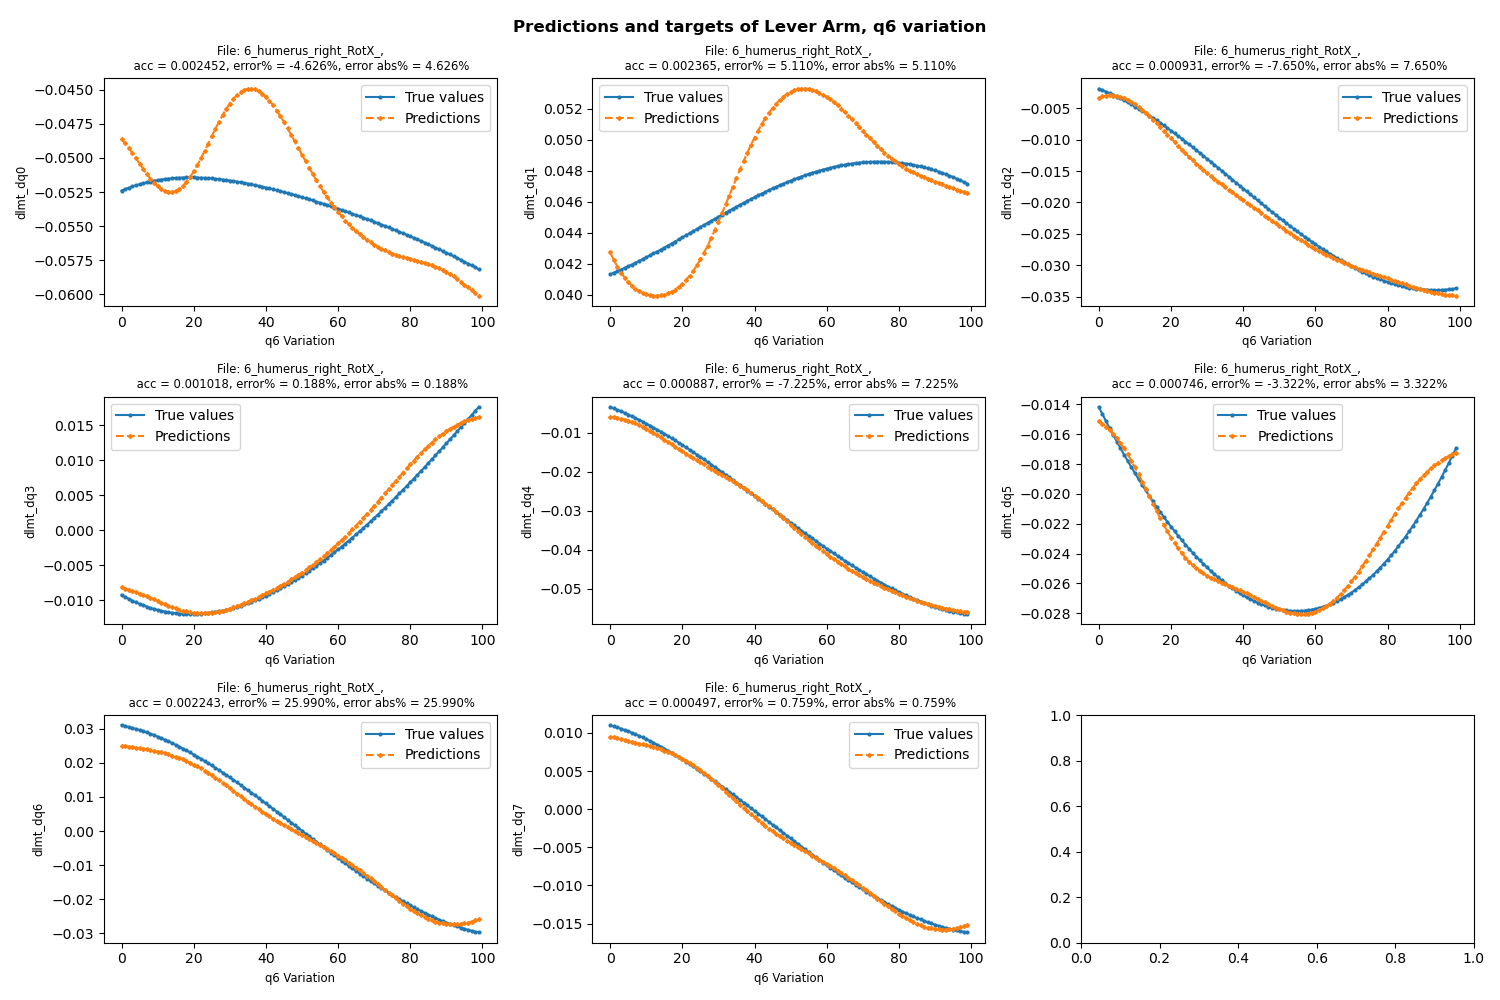 Predictions and targets of Lever Arm, q6 variation
File: 6_humerus_right_RotX_,
acc = 0.002452, error% = -4.626%, error abs% = 4.626%
−0.0450
−0.0475
−0.0500
−0.0525
−0.0550
−0.0575
−0.0600
dlmt_dq0
True values
Predictions
0 20 40 60 80 100
q6 Variation
File: 6_humerus_right_RotX_,
acc = 0.002365, error% = 5.110%, error abs% = 5.110%
0.052
0.050
0.048
0.046
0.044
0.042
0.040
dlmt_dq1
True values
Predictions
0 20 40 60 80 100
q6 Variation
File: 6_humerus_right_RotX_,
acc = 0.000931, error% = -7.650%, error abs% = 7.650%
−0.005
−0.010
−0.015
−0.020
−0.025
−0.030
−0.035
dlmt_dq2
True values
Predictions
0 20 40 60 80 100
q6 Variation
File: 6_humerus_right_RotX_,
acc = 0.001018, error% = 0.188%, error abs% = 0.188%
0.015
0.010
0.005
0.000
−0.005
−0.010
dlmt_dq3
True values
Predictions
0 20 40 60 80 100
q6 Variation
File: 6_humerus_right_RotX_,
acc = 0.000887, error% = -7.225%, error abs% = 7.225%
−0.01
−0.02
−0.03
−0.04
−0.05
dlmt_dq4
True values
Predictions
0 20 40 60 80 100
q6 Variation
File: 6_humerus_right_RotX_,
acc = 0.000746, error% = -3.322%, error abs% = 3.322%
−0.014
−0.016
−0.018
−0.020
−0.022
−0.024
−0.026
−0.028
dlmt_dq5
True values
Predictions
0 20 40 60 80 100
q6 Variation
File: 6_humerus_right_RotX_,
acc = 0.002243, error% = 25.990%, error abs% = 25.990%
0.03
0.02
0.01
0.00
−0.01
−0.02
−0.03
dlmt_dq6
True values
Predictions
0 20 40 60 80 100
q6 Variation
File: 6_humerus_right_RotX_,
acc = 0.000497, error% = 0.759%, error abs% = 0.759%
0.010
0.005
0.000
−0.005
−0.010
−0.015
dlmt_dq7
True values
Predictions
0 20 40 60 80 100
q6 Variation
1.0
0.8
0.6
0.4
0.2
0.0
0.0 0.2 0.4 0.6 0.8 1.0